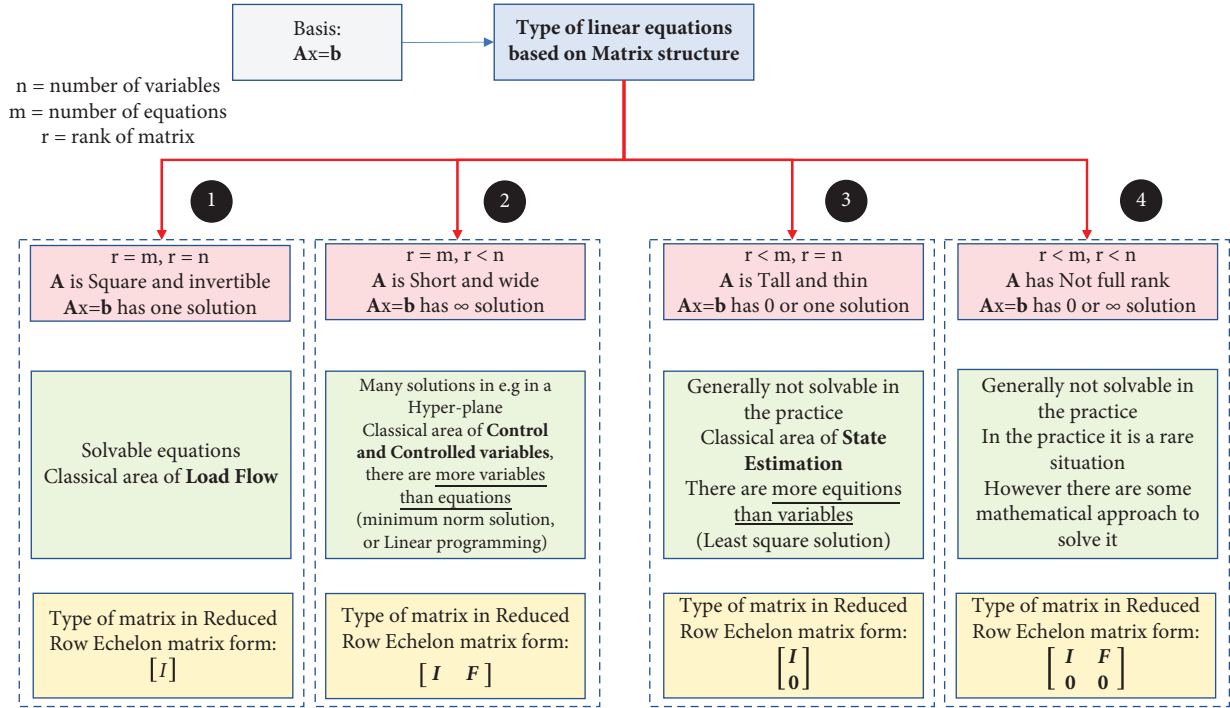 Basis:
Ax=b
Type of linear equations
based on Matrix structure
n = number of variables
m = number of equations
r = rank of matrix
1
2
3
4
r = m, r = n
A is Square and invertible
Ax=b has one solution
r = m, r < n
A is Short and wide
Ax=b has ∞ solution
r < m, r = n
A is Tall and thin
Ax=b has 0 or one solution
r < m, r < n
A has Not full rank
Ax=b has 0 or ∞ solution
Solvable equations
Classical area of Load Flow
Many solutions in e.g in a
Hyper-plane
Classical area of Control
and Controlled variables,
there are more variables
than equations
(minimum norm solution,
or Linear programming)
Generally not solvable in
the practice
Classical area of State
Estimation
There are more equitions
than variables
(Least square solution)
Generally not solvable in
the practice
In the practice it is a rare
situation
However there are some
mathematical approach to
solve it
Type of matrix in Reduced
Row Echelon matrix form:
[I]
Type of matrix in Reduced
Row Echelon matrix form:
[ I F ]
Type of matrix in Reduced
Row Echelon matrix form:
[ I
0 ]
Type of matrix in Reduced
Row Echelon matrix form:
[ I F
0 0 ]